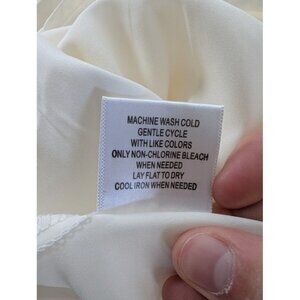 MACHINE WASH COLD
GENTLE CYCLE
WITH LIKE COLORS
ONLY NON-CHLORINE BLEACH
WHEN NEEDED
LAY FLAT TO DRY
COOL IRON WHEN NEEDED